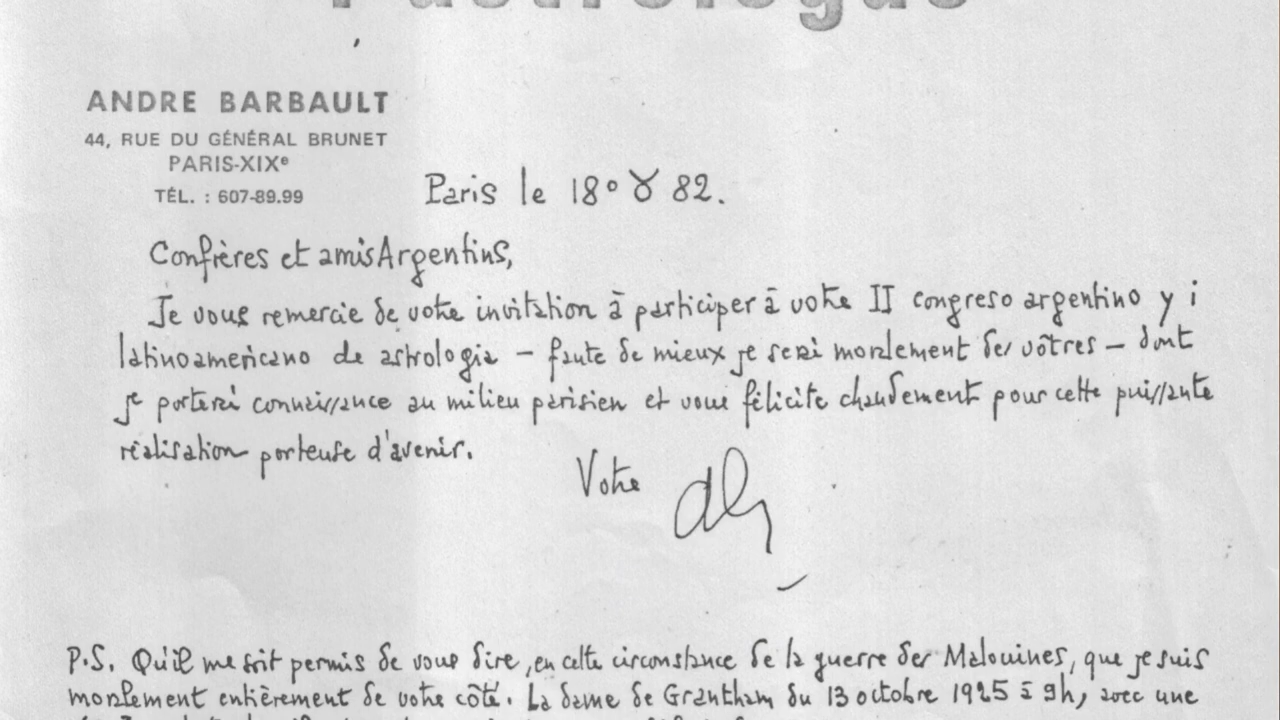 l'astrologue
ANDRE BARBAULT
44, RUE DU GÉNÉRAL BRUNET
PARIS-XIXe
TÉL. : 607-89.99
Paris le 18° ♉ 82.
Confrères et amis Argentins,
Je vous remercie de votre invitation à participer à votre II congreso argentino y i
latinoamericano de astrologia – faute de mieux je serai moralement des vôtres – dont
je porterai connaissance au milieu parisien et vous félicite chaudement pour cette puissante
réalisation porteuse d'avenir.
Votre
P.S. Qu'il me soit permis de vous dire, en cette circonstance de la guerre des Malouines, que je suis
moralement entièrement de votre côté. La dame de Grantham du 13 octobre 1925 à 9h, avec une